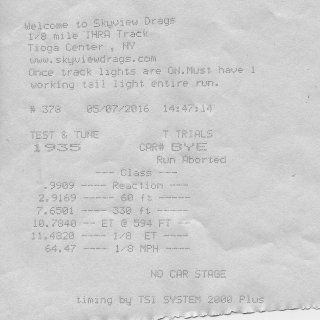 Welcome to Skyview Drags
1/8 mile IHRA Track
Tioga Center , NY
www.skyviewdrags.com
Once track lights are ON.Must have 1
working tail light entire run.
# 378 05/07/2016 14:47:14
TEST & TUNE T TRIALS
1935 CAR# BYE
Run Aborted
--- Class ---
.9909 ---- Reaction ---
2.9169 ----- 60 ft -----
7.6501 ---- 330 ft ----
10.7840 -- ET @ 594 FT --
11.4820 ---- 1/8 ET ----
64.47 ---- 1/8 MPH ----
NO CAR STAGE
timing by TSI SYSTEM 2000 Plus